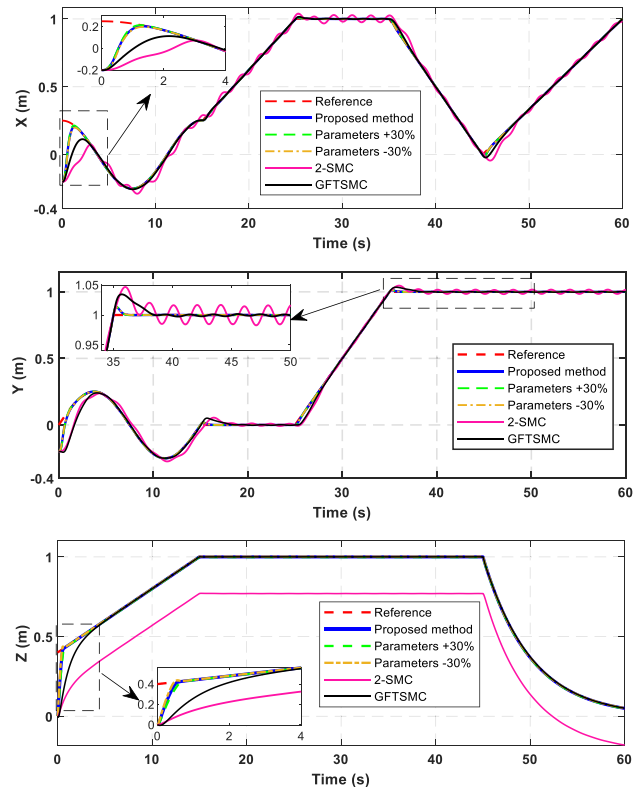 0.2
0
-0.2
0
2
4
1
0.5
0
-0.4
X (m)
Reference
Proposed method
Parameters +30%
Parameters -30%
2-SMC
GFTSMC
0
10
20
30
40
50
60
Time (s)
1.05
1
0.95
35
40
45
50
1
0.5
0
-0.4
Y (m)
Reference
Proposed method
Parameters +30%
Parameters -30%
2-SMC
GFTSMC
0
10
20
30
40
50
60
Time (s)
1
0.5
0
Z (m)
Reference
Proposed method
Parameters +30%
Parameters -30%
2-SMC
GFTSMC
0.4
0.2
0
0
2
4
0
10
20
30
40
50
60
Time (s)